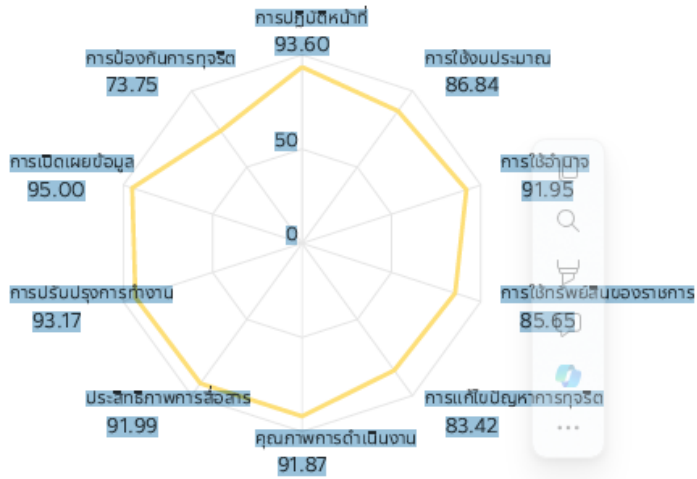 การปฏิบัติหน้าที่
93.60
การป้องกันการทุจริต
73.75
การใช้งบประมาณ
86.84
50
การเปิดเผยข้อมูล
95.00
การใช้อำนาจ
91.95
0
การปรับปรุงการทำงาน
93.17
การใช้ทรัพย์สินของราชการ
85.65
ประสิทธิภาพการสื่อสาร
91.99
การแก้ไขปัญหาการทุจริต
83.42
คุณภาพการดำเนินงาน
91.87